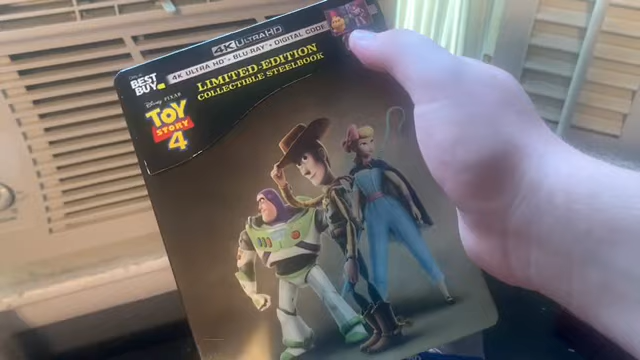 4K ULTRA HD
4K ULTRA HD + BLU-RAY + DIGITAL CODE
BEST BUY
LIMITED-EDITION
COLLECTIBLE STEELBOOK
Disney PIXAR
TOY
STORY
4